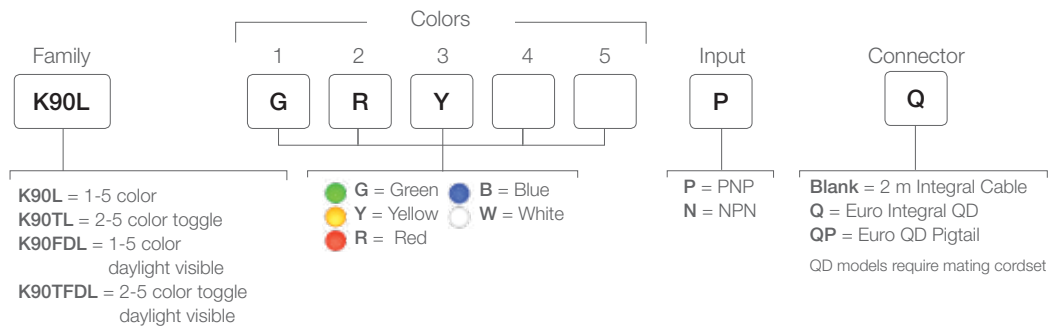 Colors
Family
1
2
3
4
5
Input
Connector
K90L
G
R
Y
P
Q
K90L = 1-5 color
K90TL = 2-5 color toggle
K90FDL = 1-5 color
daylight visible
K90TFDL = 2-5 color toggle
daylight visible
G = Green
B = Blue
Y = Yellow
W = White
R = Red
P = PNP
N = NPN
Blank = 2 m Integral Cable
Q = Euro Integral QD
QP = Euro QD Pigtail
QD models require mating cordset